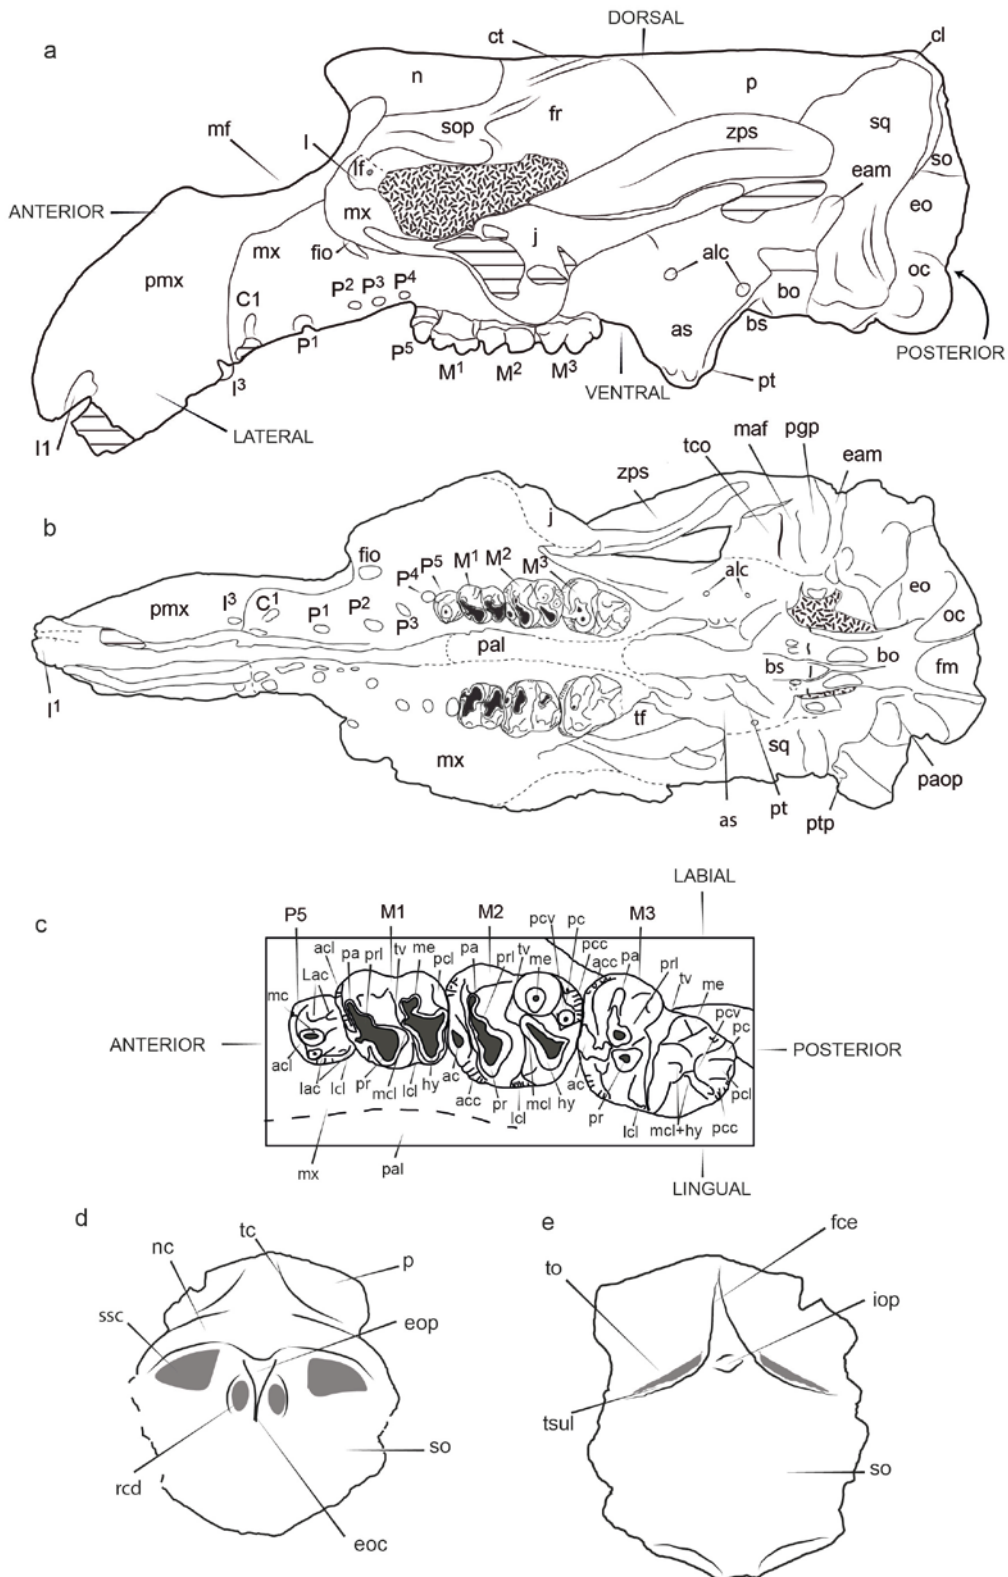 a
DORSAL
ct
cl
n
p
fr
sq
mf
sop
zps
l
lf
so
eam
ANTERIOR
mx
eo
j
fio
mx
alc
pmx
P2 P3 P4
oc
C1
bo
as
bs
P1
P5
POSTERIOR
M1 M2 M3
I3
VENTRAL
pt
LATERAL
I1
b
tco maf pgp
eam
zps
j
fio
M1 M2 M3
P4 P5
alc
pmx I3 C1 P1 P2
P3
eo
oc
pal
bs
j
bo
fm
I1
tf
mx
sq
paop
as
pt
ptp
c
LABIAL
P5 M1 M2 M3
pcv pc
acl pa prl tv me pcl
pa prl tv me
pcc acc pa prl tv me
Lac
mc
pcv pc
ANTERIOR
POSTERIOR
acl
lac lcl pr mcl lcl hy
ac acc pr lcl mcl hy
ac pr lcl mcl+hy pcc pcl
mx
pal
LINGUAL
d
tc
nc
p
ssc
eop
so
rcd
eoc
e
fce
to
iop
tsul
so